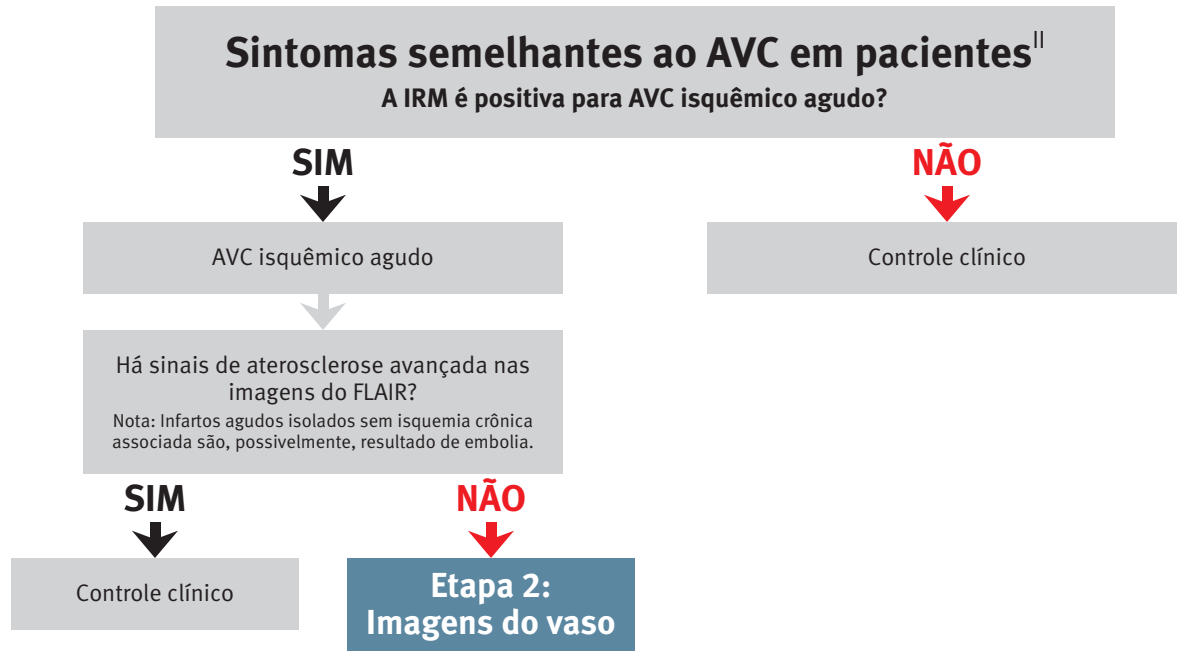 Sintomas semelhantes ao AVC em pacientes||
A IRM é positiva para AVC isquêmico agudo?
SIM
NÃO
AVC isquêmico agudo
Controle clínico
Há sinais de aterosclerose avançada nas
imagens do FLAIR?
Nota: Infartos agudos isolados sem isquemia crônica
associada são, possivelmente, resultado de embolia.
SIM
NÃO
Controle clínico
Etapa 2:
Imagens do vaso